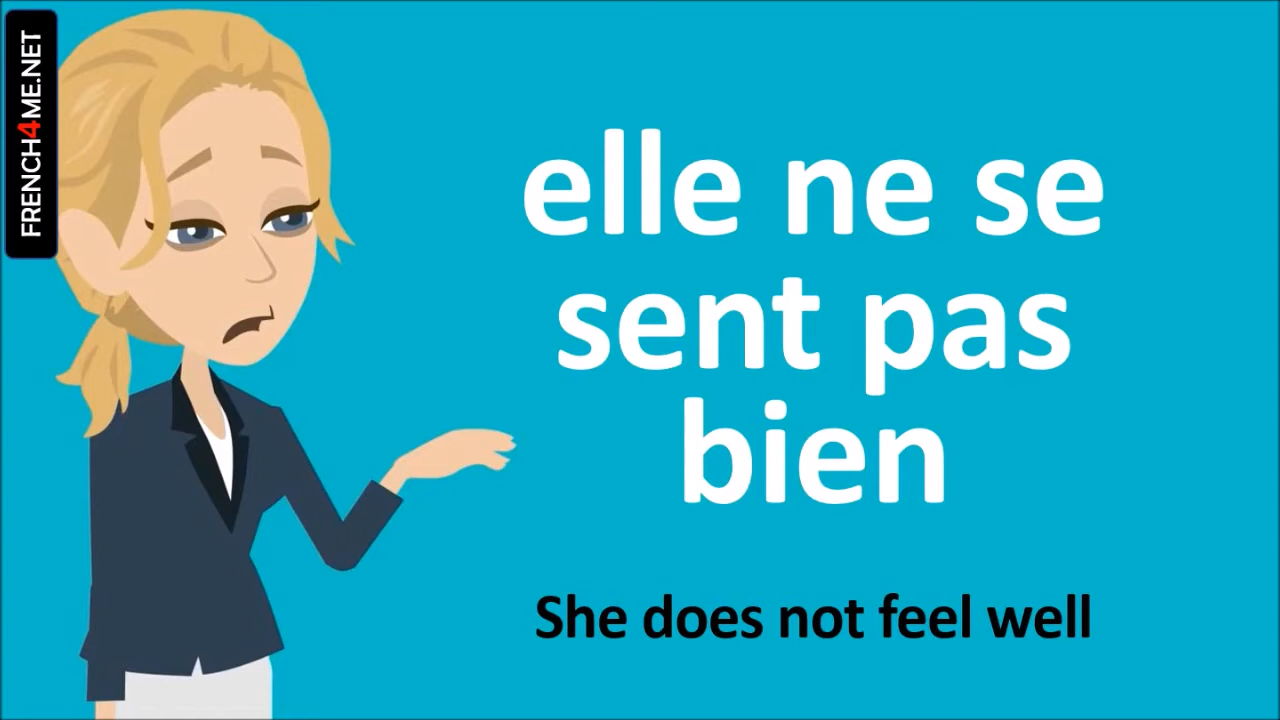 FRENCH4ME.NET
elle ne se
sent pas
bien
She does not feel well